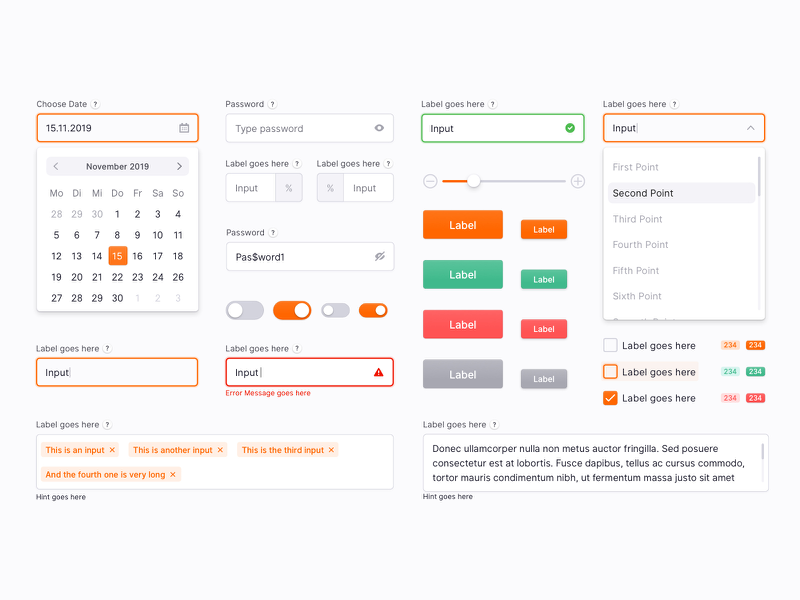 Choose Date ?
15.11.2019
November 2019
Mo Di Mi Do Fr Sa So
28 29 30 1 2 3 4
5 6 7 8 9 10 11
12 13 14 15 16 17 18
19 20 21 22 23 24 25
27 28 29 30 1 2 3
Label goes here ?
Input
Password ?
Type password
Label goes here ?
Input %
Label goes here ?
% Input
Password ?
Pas$word1
Label goes here ?
Input
Error Message goes here
Label goes here ?
This is an input × This is another input × This is the third input ×
And the fourth one is very long ×
Hint goes here
Label goes here ?
Input
Label Label
Label Label
Label Label
Label Label
Label goes here ?
Input
First Point
Second Point
Third Point
Fourth Point
Fifth Point
Sixth Point
Label goes here 234 234
Label goes here 234 234
Label goes here 234 234
Label goes here ?
Donec ullamcorper nulla non metus auctor fringilla. Sed posuere
consectetur est at lobortis. Fusce dapibus, tellus ac cursus commodo,
tortor mauris condimentum nibh, ut fermentum massa justo sit amet
Hint goes here